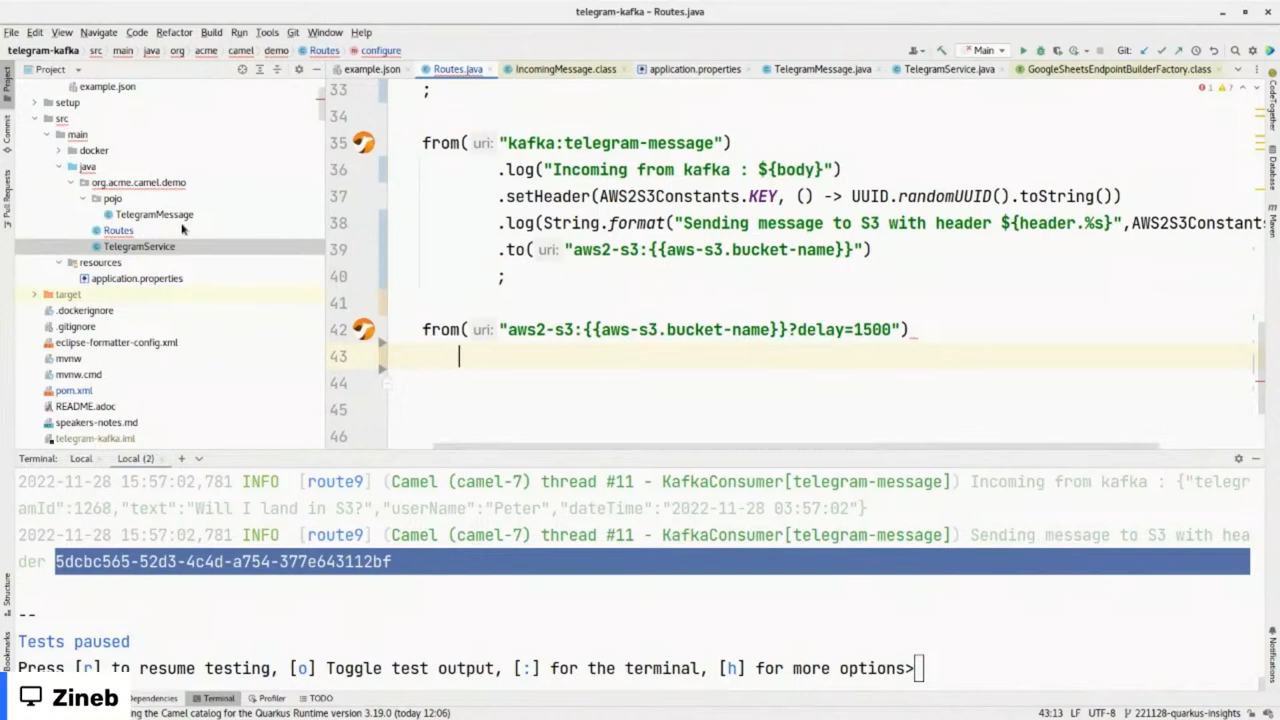 telegram-kafka – Routes.java
File Edit View Navigate Code Refactor Build Run Tools Git Window Help
telegram-kafka src main java org acme camel demo Routes configure
Main
Git:
Project
example.json Routes.java IncomingMessage.class application.properties TelegramMessage.java TelegramService.java GoogleSheetsEndpointBuilderFactory.class
example.json
setup
src
main
docker
java
org.acme.camel.demo
pojo
TelegramMessage
Routes
TelegramService
resources
application.properties
target
.dockerignore
.gitignore
eclipse-formatter-config.xml
mvnw
mvnw.cmd
pom.xml
README.adoc
speakers-notes.md
telegram-kafka.iml
Project
Commit
Pull Requests
Structure
Bookmarks
1 7
33 ;
34
35 from( uri: "kafka:telegram-message")
36 .log("Incoming from kafka : ${body}")
37 .setHeader(AWS2S3Constants.KEY, () -> UUID.randomUUID().toString())
38 .log(String.format("Sending message to S3 with header ${header.%s}",AWS2S3Constant
39 .to( uri: "aws2-s3:{{aws-s3.bucket-name}}")
40 ;
41
42 from( uri: "aws2-s3:{{aws-s3.bucket-name}}?delay=1500")
43
44
45
46
CodeTogether
Database
Maven
Notifications
Terminal: Local Local (2)
2022-11-28 15:57:02,781 INFO [route9] (Camel (camel-7) thread #11 - KafkaConsumer[telegram-message]) Incoming from kafka : {"telegr
amId":1268,"text":"Will I land in S3?","userName":"Peter","dateTime":"2022-11-28 03:57:02"}
2022-11-28 15:57:02,781 INFO [route9] (Camel (camel-7) thread #11 - KafkaConsumer[telegram-message]) Sending message to S3 with hea
der 5dcbc565-52d3-4c4d-a754-377e643112bf
--
Tests paused
Press [r] to resume testing, [o] Toggle test output, [:] for the terminal, [h] for more options>
Zineb
ependencies Terminal Profiler TODO
ng the Camel catalog for the Quarkus Runtime version 3.19.0 (today 12:06)
43:13 LF UTF-8 221128-quarkus-insights